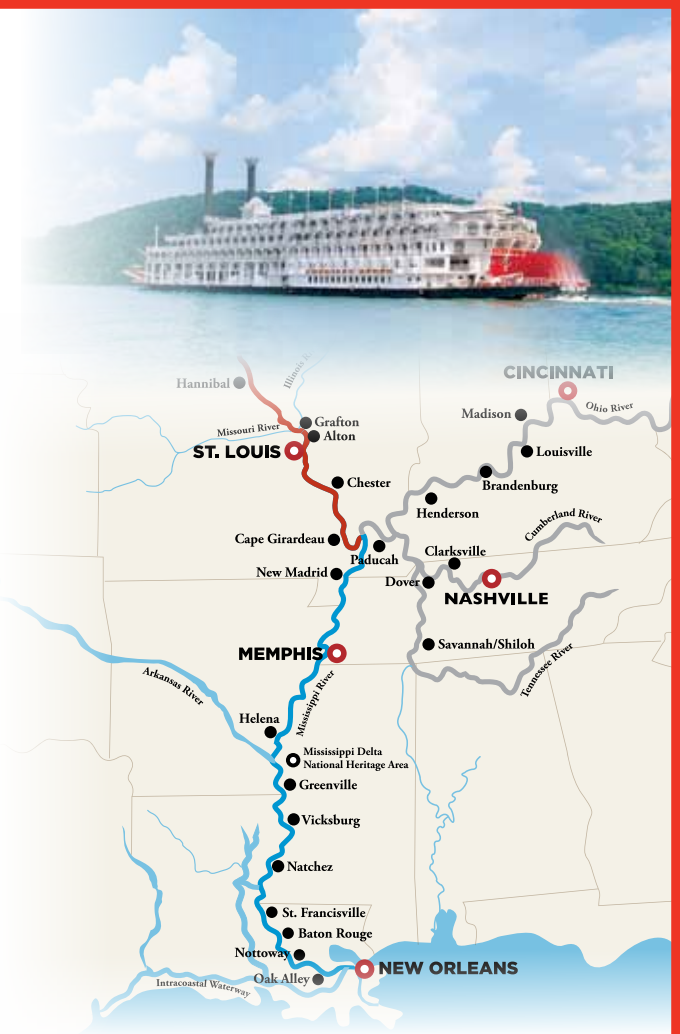 Illinois R
CINCINNATI
Hannibal
Ohio River
Madison
Grafton
Missouri River
Alton
ST. LOUIS
Louisville
Chester
Brandenburg
Henderson
Cumberland River
Cape Girardeau
Clarksville
Paducah
New Madrid
Dover
NASHVILLE
Savannah/Shiloh
MEMPHIS
Tennessee River
Arkansas River
Mississippi River
Helena
Mississippi Delta
National Heritage Area
Greenville
Vicksburg
Natchez
St. Francisville
Baton Rouge
Nottoway
NEW ORLEANS
Oak Alley
Intracoastal Waterway